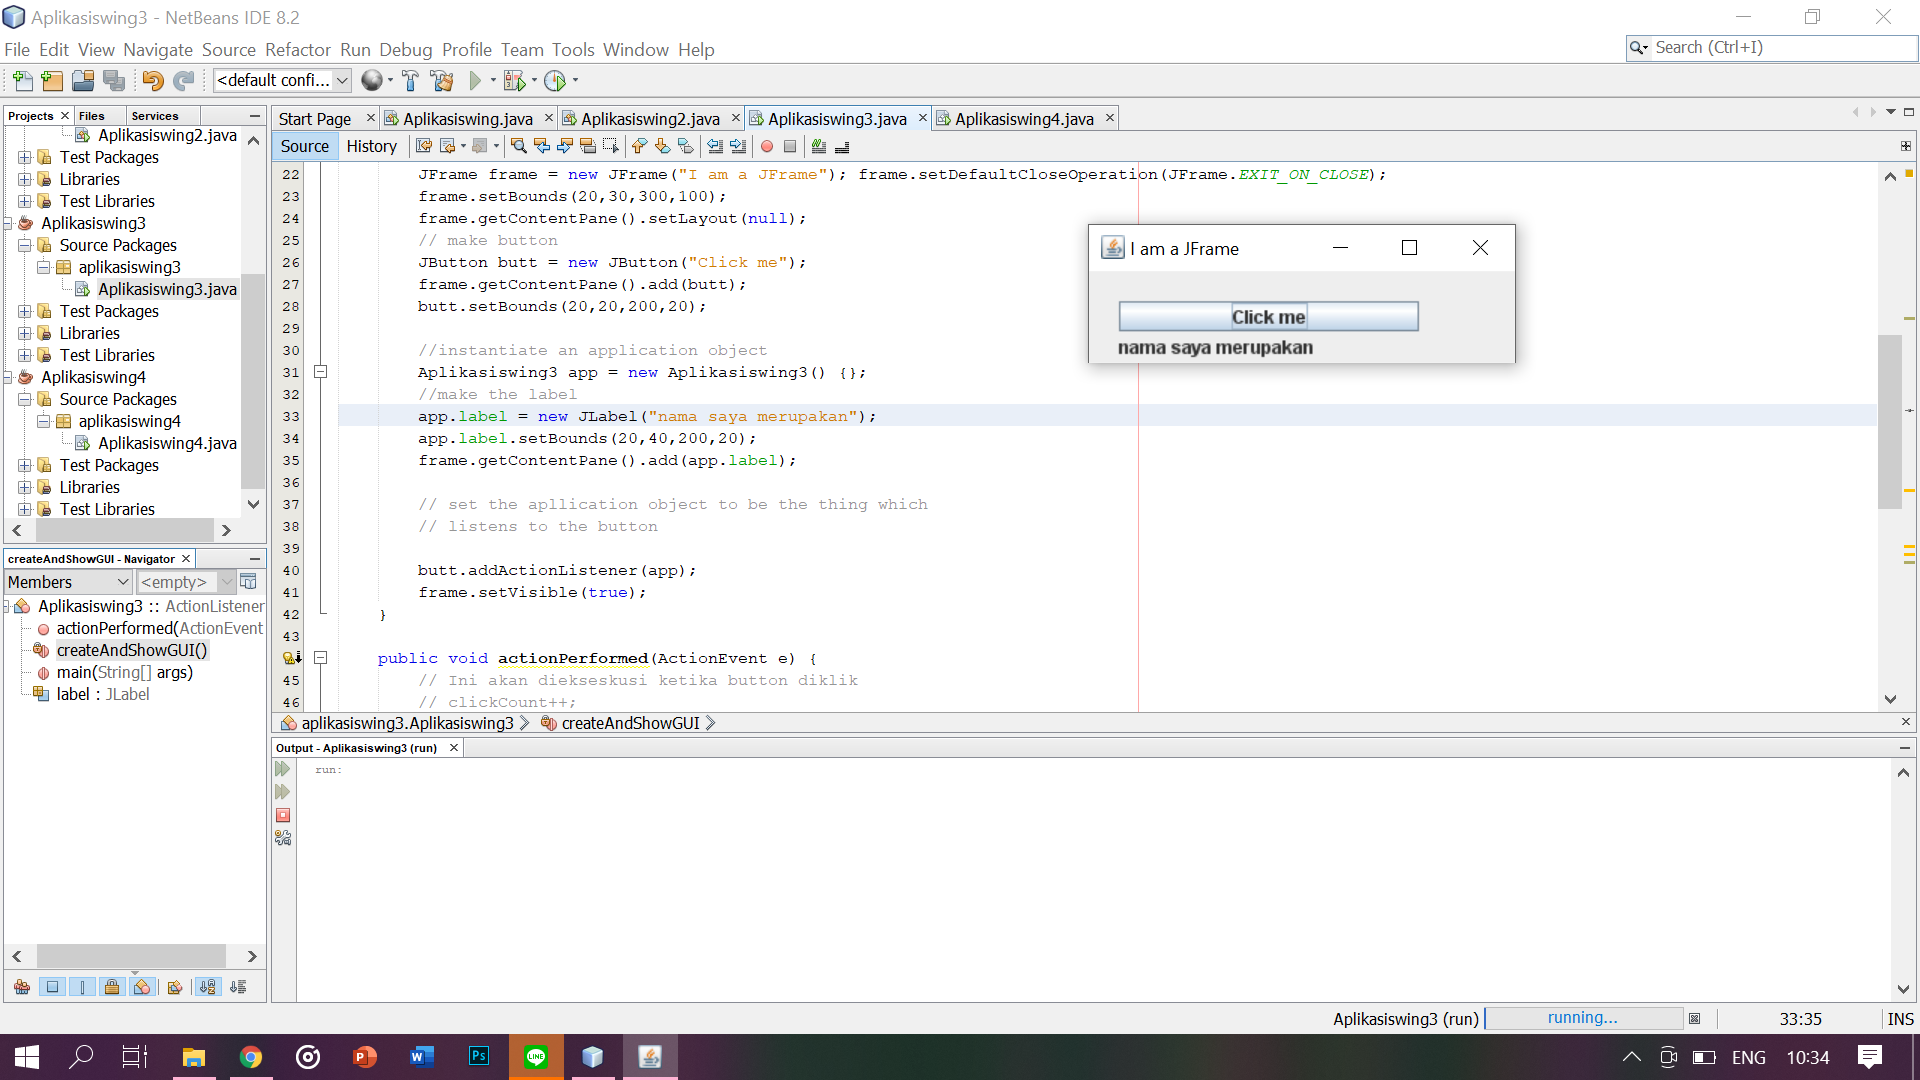 Aplikasiswing3 - NetBeans IDE 8.2
File Edit View Navigate Source Refactor Run Debug Profile Team Tools Window Help
Search (Ctrl+I)
<default confi...
Projects Files Services
Start Page Aplikasiswing.java Aplikasiswing2.java Aplikasiswing3.java Aplikasiswing4.java
Source History
Aplikasiswing2.java
Test Packages
Libraries
Test Libraries
Aplikasiswing3
Source Packages
aplikasiswing3
Aplikasiswing3.java
Test Packages
Libraries
Test Libraries
Aplikasiswing4
Source Packages
aplikasiswing4
Aplikasiswing4.java
Test Packages
Libraries
Test Libraries
createAndShowGUI - Navigator
Members <empty>
Aplikasiswing3 :: ActionListener
actionPerformed(ActionEvent
createAndShowGUI()
main(String[] args)
label : JLabel
22 JFrame frame = new JFrame("I am a JFrame"); frame.setDefaultCloseOperation(JFrame.EXIT_ON_CLOSE);
23 frame.setBounds(20,30,300,100);
24 frame.getContentPane().setLayout(null);
25 // make button
26 JButton butt = new JButton("Click me");
27 frame.getContentPane().add(butt);
28 butt.setBounds(20,20,200,20);
29
30 //instantiate an application object
31 Aplikasiswing3 app = new Aplikasiswing3() {};
32 //make the label
33 app.label = new JLabel("nama saya merupakan");
34 app.label.setBounds(20,40,200,20);
35 frame.getContentPane().add(app.label);
36
37 // set the apllication object to be the thing which
38 // listens to the button
39
40 butt.addActionListener(app);
41 frame.setVisible(true);
42 }
43
public void actionPerformed(ActionEvent e) {
45 // Ini akan diekseskusi ketika button diklik
46 // clickCount++;
I am a JFrame
Click me
nama saya merupakan
aplikasiswing3.Aplikasiswing3 createAndShowGUI
Output - Aplikasiswing3 (run)
run:
Aplikasiswing3 (run) running... 33:35 INS
ENG 10:34